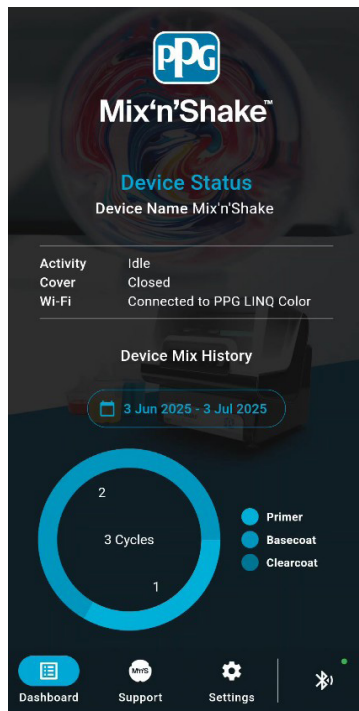 PPG
Mix‘n’Shake™
Device Status
Device Name Mix'n'Shake
Activity Idle
Cover Closed
Wi-Fi Connected to PPG LINQ Color
Device Mix History
3 Jun 2025 - 3 Jul 2025
2
3 Cycles
1
Primer
Basecoat
Clearcoat
M'n'S
Dashboard Support Settings